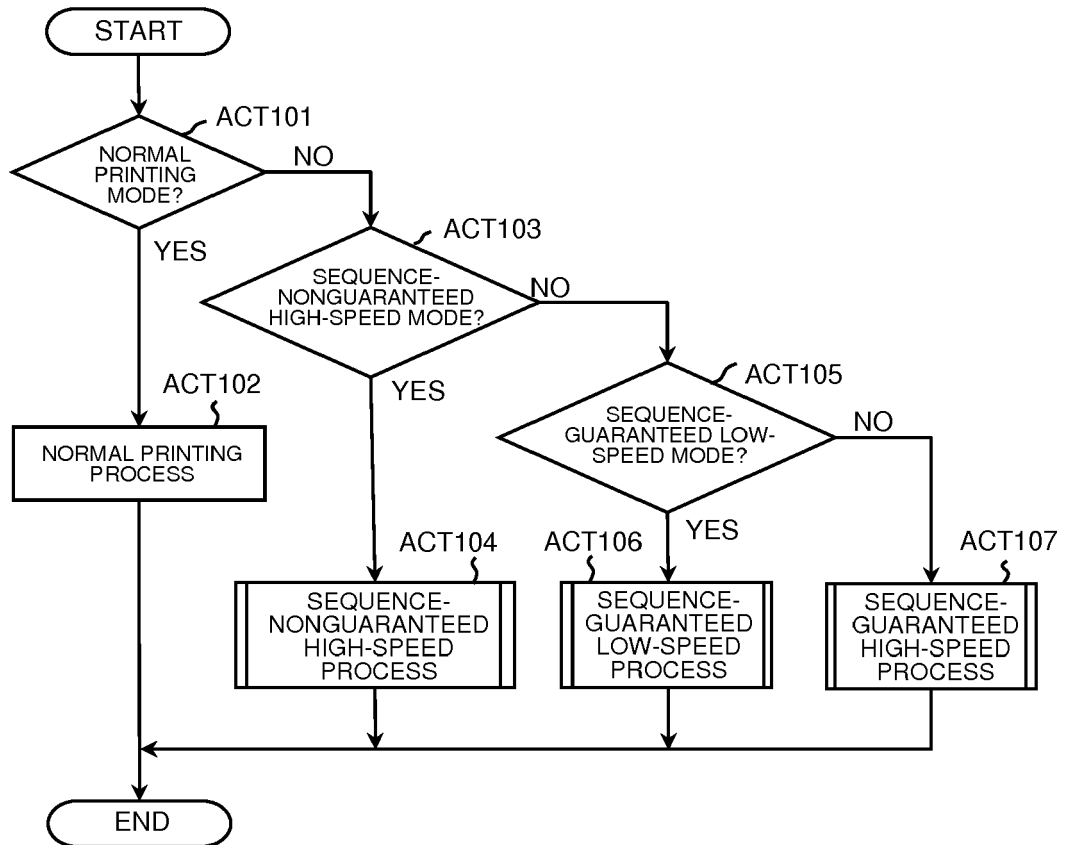 START
ACT101
NORMAL
PRINTING
MODE?
NO
YES
ACT103
SEQUENCE-
NONGUARANTEED
HIGH-SPEED MODE?
NO
YES
ACT105
SEQUENCE-
GUARANTEED LOW-
SPEED MODE?
NO
YES
ACT102
NORMAL PRINTING
PROCESS
ACT104
SEQUENCE-
NONGUARANTEED
HIGH-SPEED
PROCESS
ACT106
SEQUENCE-
GUARANTEED
LOW-SPEED
PROCESS
ACT107
SEQUENCE-
GUARANTEED
HIGH-SPEED
PROCESS
END